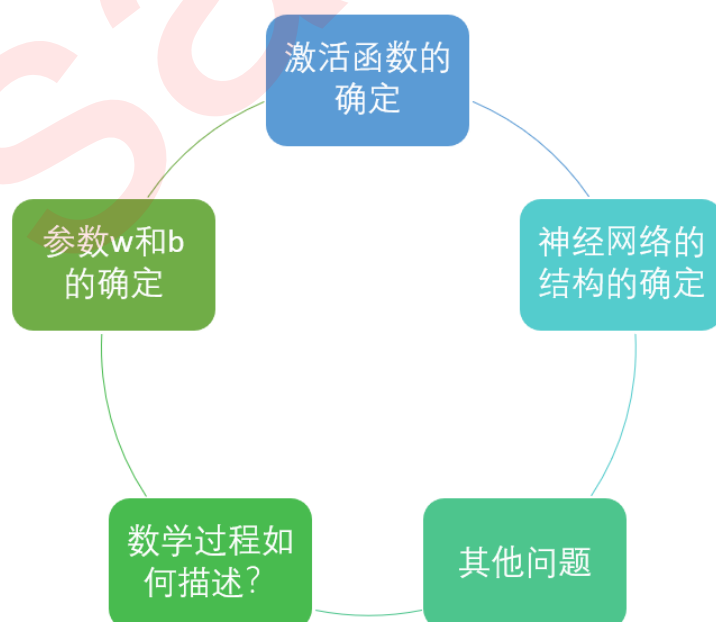 激活函数的
确定
神经网络的
结构的确定
其他问题
数学过程如
何描述？
参数w和b
的确定